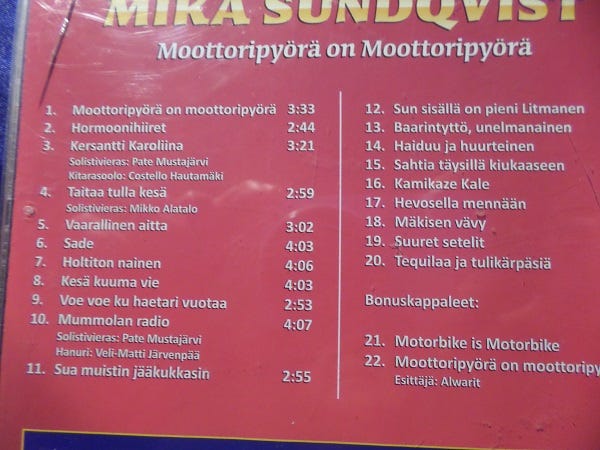 MIKA SUNDQVIST
Moottoripyörä on Moottoripyörä
1. Moottoripyörä on moottoripyörä 3:33
2. Hormoonihiiret 2:44
3. Kersantti Karoliina 3:21
Solistivieras: Pate Mustajärvi
Kitarasoolo: Costello Hautamäki
4. Taitaa tulla kesä 2:59
Solistivieras: Mikko Alatalo
5. Vaarallinen aitta 3:02
6. Sade 4:03
7. Holtiton nainen 4:06
8. Kesä kuuma vie 4:03
9. Voe voe ku haetari vuotaa 2:53
10. Mummolan radio 4:07
Solistivieras: Pate Mustajärvi
Hanuri: Veli-Matti Järvenpää
11. Sua muistin jääkukkasin 2:55
12. Sun sisällä on pieni Litmanen
13. Baarintyttö, unelmanainen
14. Haiduu ja huurteinen
15. Sahtia täysillä kiukaaseen
16. Kamikaze Kale
17. Hevosella mennään
18. Mäkisen vävy
19. Suuret setelit
20. Tequilaa ja tulikärpäsiä
Bonuskappaleet:
21. Motorbike is Motorbike
22. Moottoripyörä on moottoripy
Esittäjä: Alwarit